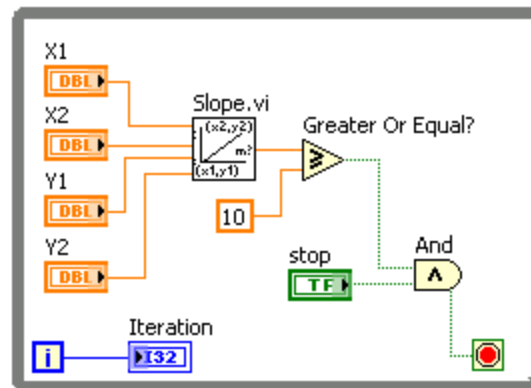 X1
DBL
X2
DBL
Y1
DBL
Y2
DBL
Slope.vi
(x2,y2)
m?
(x1,y1)
Greater Or Equal?
≥
10
stop
TF
And
∧
Iteration
i
I32